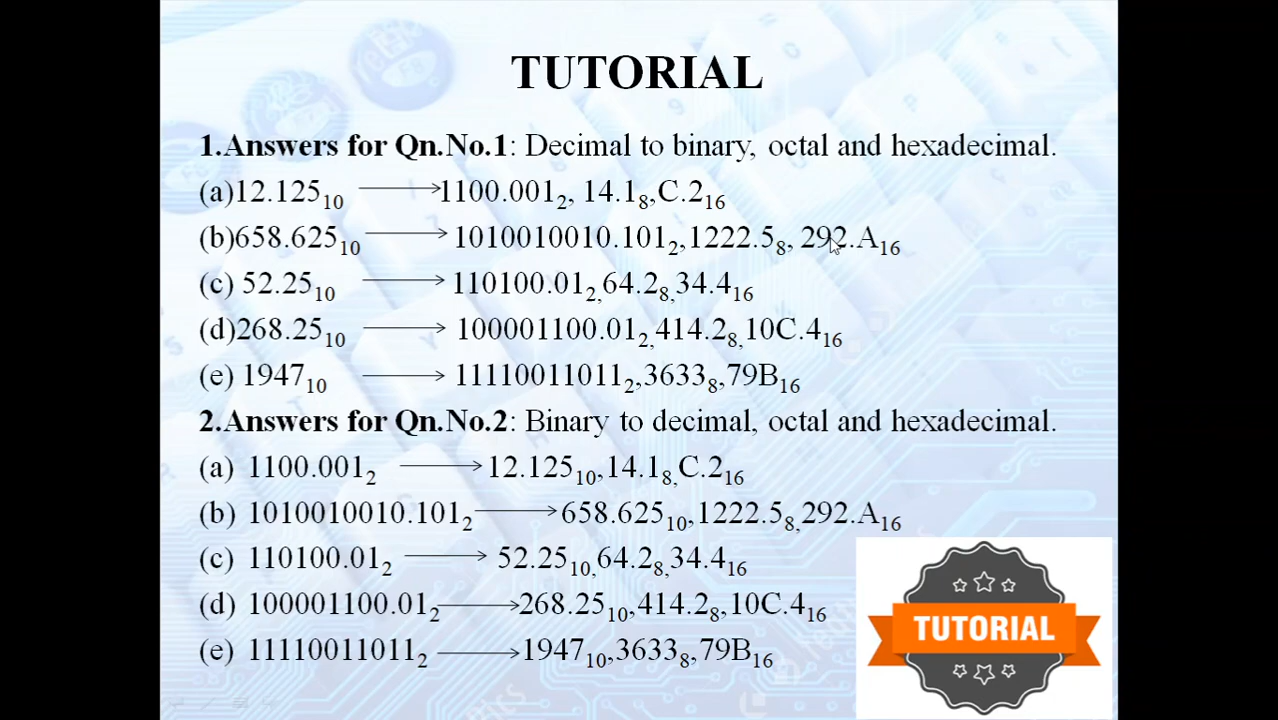 TUTORIAL
1.Answers for Qn.No.1: Decimal to binary, octal and hexadecimal.
(a)12.125₁₀ ⟶ 1100.001₂, 14.1₈,C.2₁₆
(b)658.625₁₀ ⟶ 1010010010.101₂,1222.5₈, 292.A₁₆
(c) 52.25₁₀ ⟶ 110100.01₂,64.2₈,34.4₁₆
(d)268.25₁₀ ⟶ 100001100.01₂,414.2₈,10C.4₁₆
(e) 1947₁₀ ⟶ 11110011011₂,3633₈,79B₁₆
2.Answers for Qn.No.2: Binary to decimal, octal and hexadecimal.
(a) 1100.001₂ ⟶ 12.125₁₀,14.1₈,C.2₁₆
(b) 1010010010.101₂ ⟶ 658.625₁₀,1222.5₈,292.A₁₆
(c) 110100.01₂ ⟶ 52.25₁₀,64.2₈,34.4₁₆
(d) 100001100.01₂ ⟶ 268.25₁₀,414.2₈,10C.4₁₆
(e) 11110011011₂ ⟶ 1947₁₀,3633₈,79B₁₆
TUTORIAL